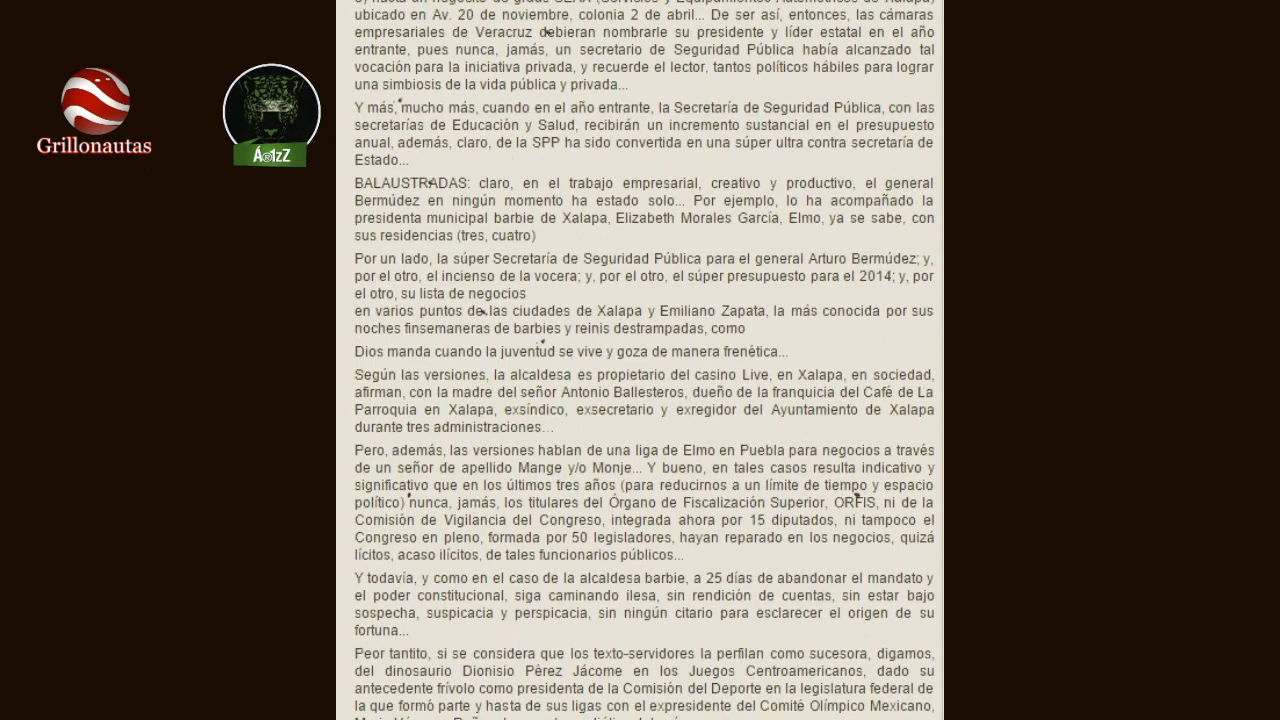 ubicado en Av. 20 de noviembre, colonia 2 de abril... De ser así, entonces, las cámaras
empresariales de Veracruz debieran nombrarle su presidente y líder estatal en el año
entrante, pues nunca, jamás, un secretario de Seguridad Pública había alcanzado tal
vocación para la iniciativa privada, y recuerde el lector, tantos políticos hábiles para lograr
una simbiosis de la vida pública y privada...
Y más, mucho más, cuando en el año entrante, la Secretaría de Seguridad Pública, con las
secretarías de Educación y Salud, recibirán un incremento sustancial en el presupuesto
anual, además, claro, de la SPP ha sido convertida en una súper ultra contra secretaría de
Estado...
Grillonautas
Á@1zZ
BALAUSTRADAS: claro, en el trabajo empresarial, creativo y productivo, el general
Bermúdez en ningún momento ha estado solo... Por ejemplo, lo ha acompañado la
presidenta municipal barbie de Xalapa, Elizabeth Morales García, Elmo, ya se sabe, con
sus residencias (tres, cuatro)
Por un lado, la súper Secretaría de Seguridad Pública para el general Arturo Bermúdez; y,
por el otro, el incienso de la vocera; y, por el otro, el súper presupuesto para el 2014; y, por
el otro, su lista de negocios
en varios puntos de las ciudades de Xalapa y Emiliano Zapata, la más conocida por sus
noches finsemaneras de barbies y reinis destrampadas, como
Dios manda cuando la juventud se vive y goza de manera frenética...
Según las versiones, la alcaldesa es propietario del casino Live, en Xalapa, en sociedad,
afirman, con la madre del señor Antonio Ballesteros, dueño de la franquicia del Café de La
Parroquia en Xalapa, exsíndico, exsecretario y exregidor del Ayuntamiento de Xalapa
durante tres administraciones...
Pero, además, las versiones hablan de una liga de Elmo en Puebla para negocios a través
de un señor de apellido Mange y/o Monje... Y bueno, en tales casos resulta indicativo y
significativo que en los últimos tres años (para reducirnos a un límite de tiempo y espacio
político) nunca, jamás, los titulares del Órgano de Fiscalización Superior, ORFIS, ni de la
Comisión de Vigilancia del Congreso, integrada ahora por 15 diputados, ni tampoco el
Congreso en pleno, formada por 50 legisladores, hayan reparado en los negocios, quizá
lícitos, acaso ilícitos, de tales funcionarios públicos...
Y todavía, y como en el caso de la alcaldesa barbie, a 25 días de abandonar el mandato y
el poder constitucional, siga caminando ilesa, sin rendición de cuentas, sin estar bajo
sospecha, suspicacia y perspicacia, sin ningún citario para esclarecer el origen de su
fortuna...
Peor tantito, si se considera que los texto-servidores la perfilan como sucesora, digamos,
del dinosaurio Dionisio Pérez Jácome en los Juegos Centroamericanos, dado su
antecedente frívolo como presidenta de la Comisión del Deporte en la legislatura federal de
la que formó parte y hasta de sus ligas con el expresidente del Comité Olímpico Mexicano,